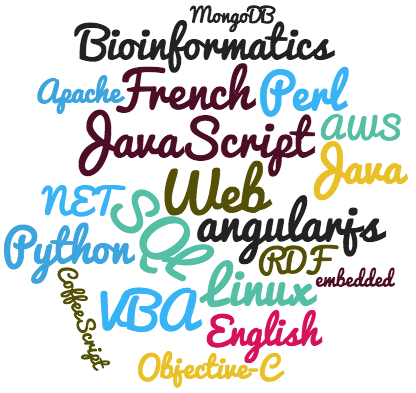 MongoDB
Bioinformatics
Apache
French
Perl
JavaScript
AWS
Java
Web
NET
SQL
angularjs
Python
RDF
CoffeeScript
embedded
VBA
Linux
English
Objective-C